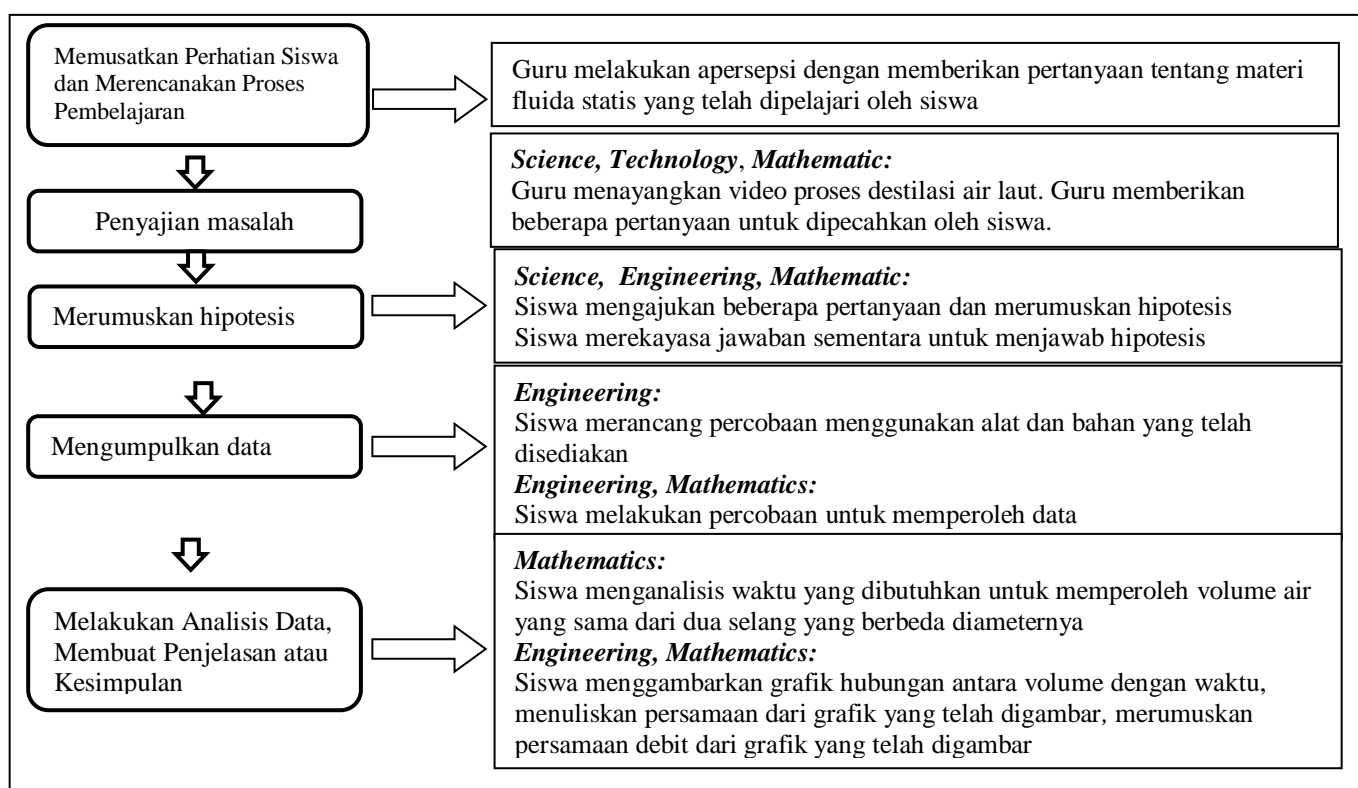 Memusatkan Perhatian Siswa
dan Merencanakan Proses
Pembelajaran
Guru melakukan apersepsi dengan memberikan pertanyaan tentang materi
fluida statis yang telah dipelajari oleh siswa
Penyajian masalah
Science, Technology, Mathematic:
Guru menayangkan video proses destilasi air laut. Guru memberikan
beberapa pertanyaan untuk dipecahkan oleh siswa.
Merumuskan hipotesis
Science, Engineering, Mathematic:
Siswa mengajukan beberapa pertanyaan dan merumuskan hipotesis
Siswa merekayasa jawaban sementara untuk menjawab hipotesis
Mengumpulkan data
Engineering:
Siswa merancang percobaan menggunakan alat dan bahan yang telah
disediakan
Engineering, Mathematics:
Siswa melakukan percobaan untuk memperoleh data
Melakukan Analisis Data,
Membuat Penjelasan atau
Kesimpulan
Mathematics:
Siswa menganalisis waktu yang dibutuhkan untuk memperoleh volume air
yang sama dari dua selang yang berbeda diameternya
Engineering, Mathematics:
Siswa menggambarkan grafik hubungan antara volume dengan waktu,
menuliskan persamaan dari grafik yang telah digambar, merumuskan
persamaan debit dari grafik yang telah digambar